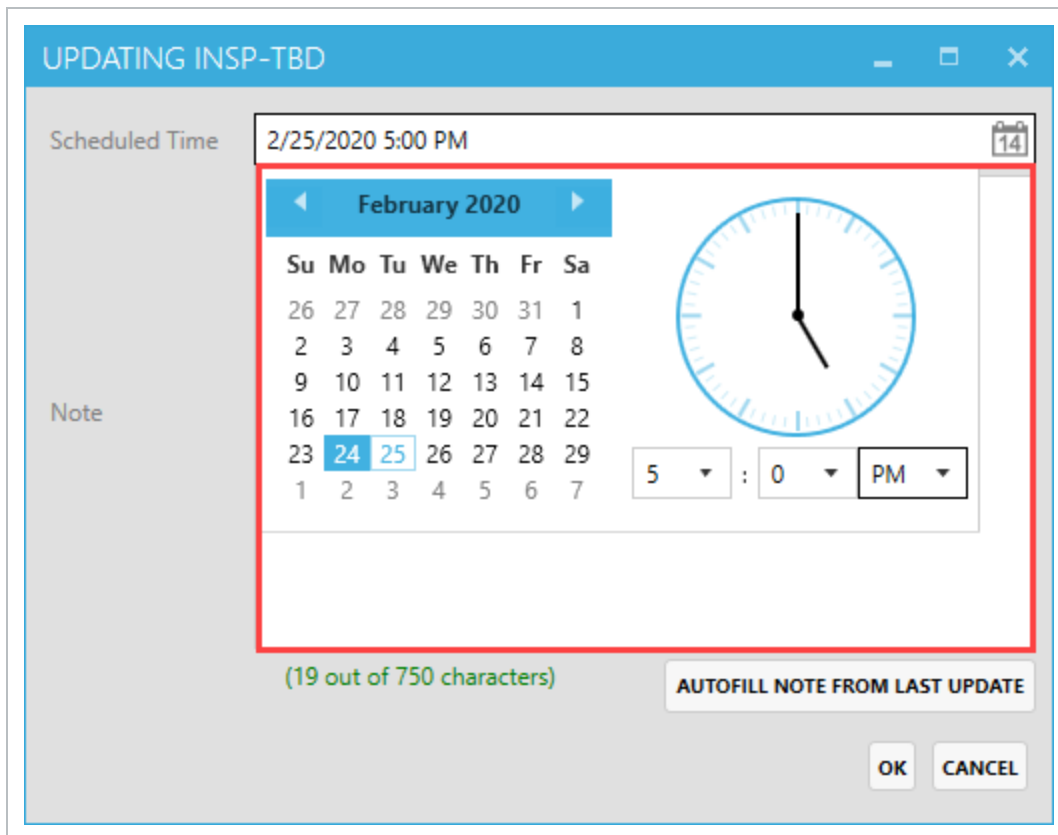 UPDATING INSP-TBD
Scheduled Time
2/25/2020 5:00 PM
14
February 2020
Su Mo Tu We Th Fr Sa
26 27 28 29 30 31 1
2 3 4 5 6 7 8
9 10 11 12 13 14 15
16 17 18 19 20 21 22
23 24 25 26 27 28 29
1 2 3 4 5 6 7
5 : 0 PM
Note
(19 out of 750 characters)
AUTOFILL NOTE FROM LAST UPDATE
OK CANCEL